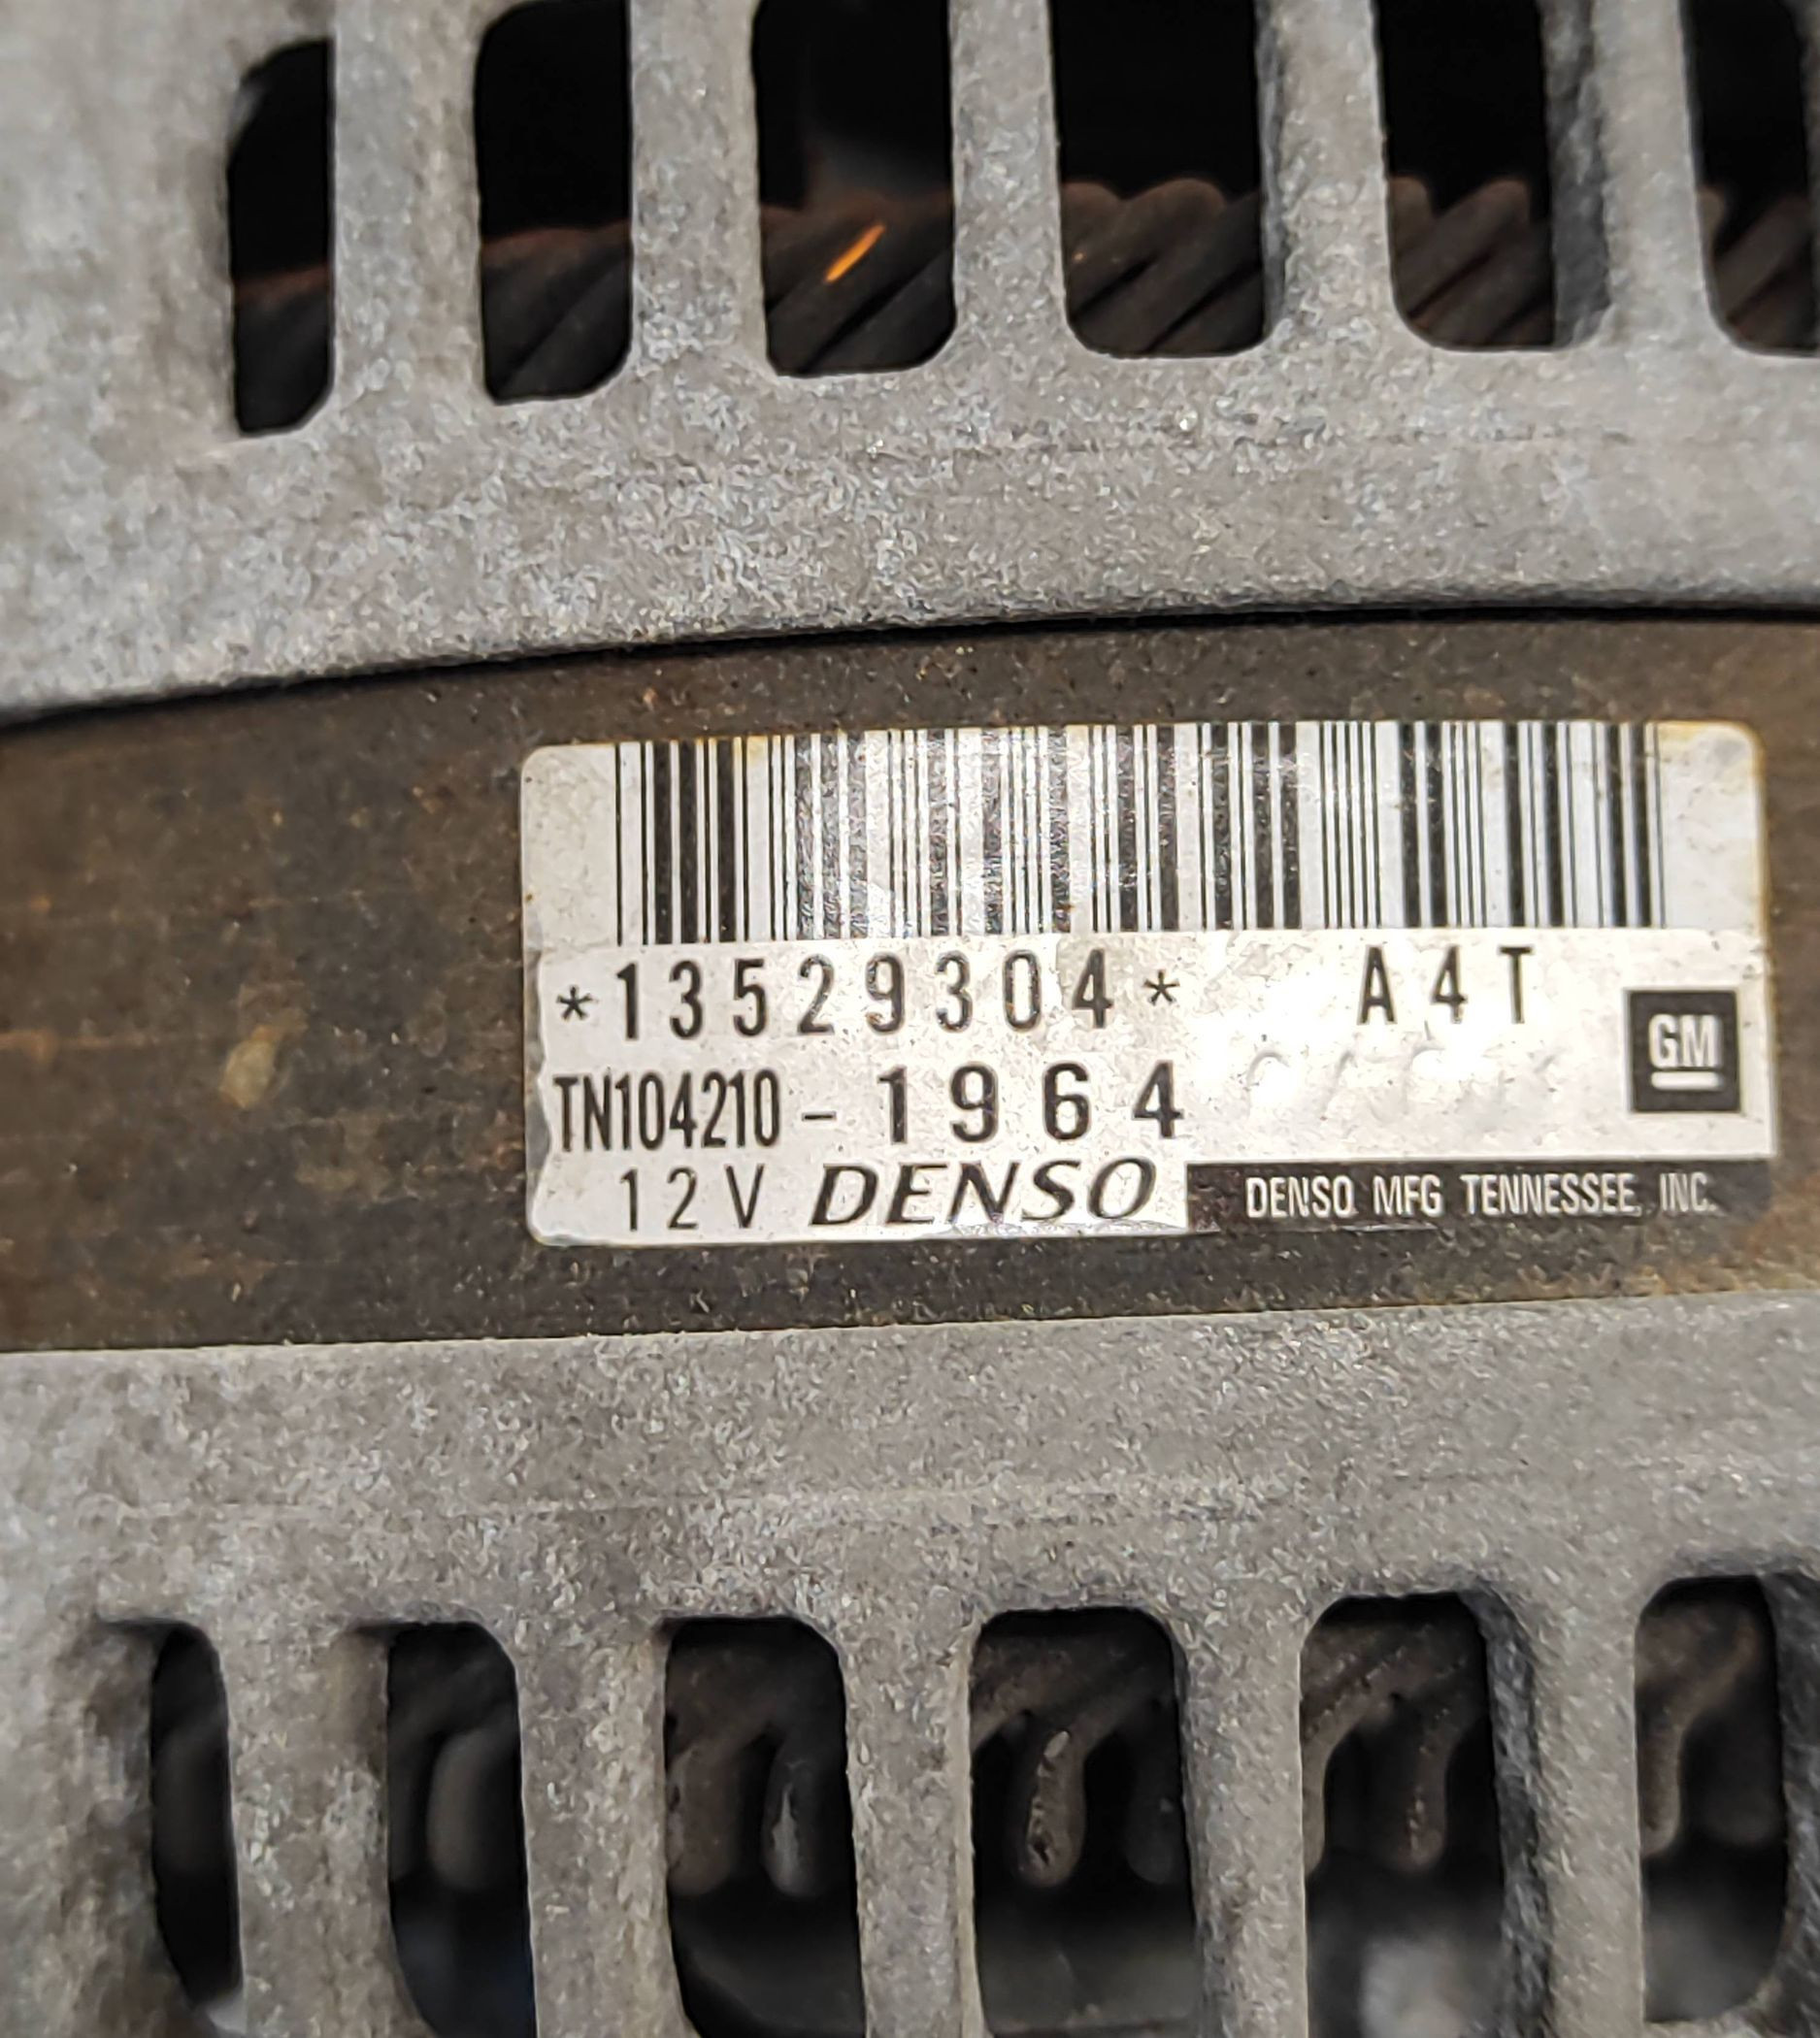 *13529304* A4T
GM
TN104210-1964
12V DENSO DENSO MFG TENNESSEE, INC.